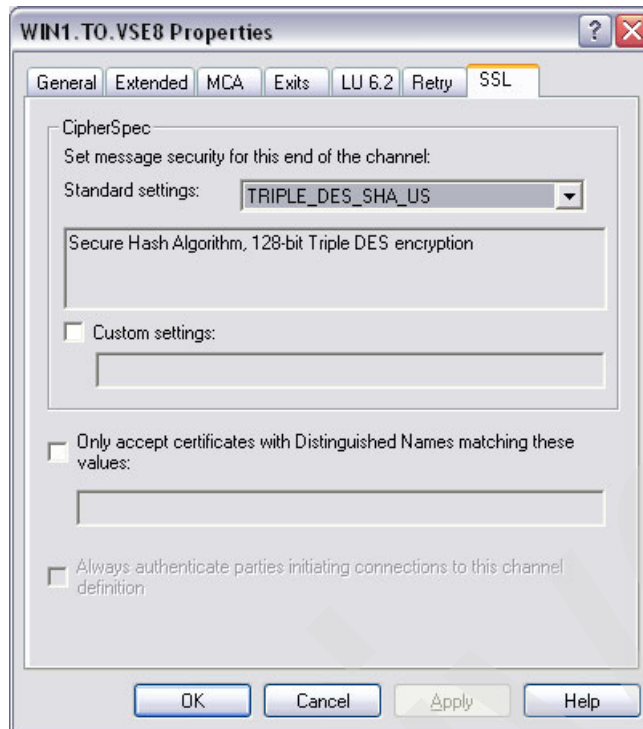 WIN1.TO.VSE8 Properties
General Extended MCA Exits LU 6.2 Retry SSL
CipherSpec
Set message security for this end of the channel:
Standard settings: TRIPLE_DES_SHA_US
Secure Hash Algorithm, 128-bit Triple DES encryption
Custom settings:
Only accept certificates with Distinguished Names matching these
values:
Always authenticate parties initiating connections to this channel
definition
OK Cancel Apply Help